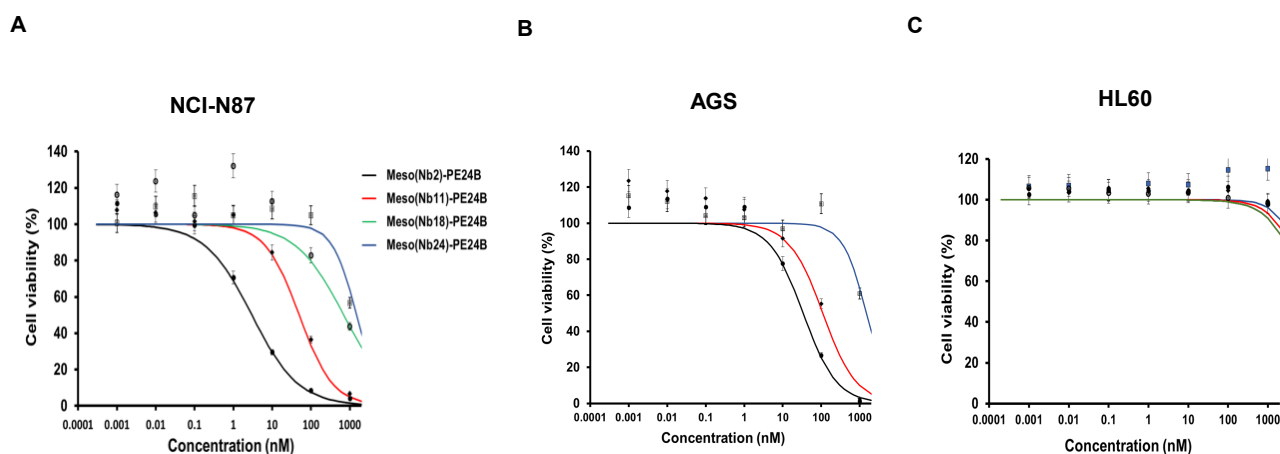 A
B
C
NCI-N87
AGS
HL60
140
120
100
80
60
40
20
0
0.0001 0.001 0.01 0.1 1 10 100 1000
Cell viability (%)
Concentration (nM)
Meso(Nb2)-PE24B
Meso(Nb11)-PE24B
Meso(Nb18)-PE24B
Meso(Nb24)-PE24B
140
120
100
80
60
40
20
0
0.0001 0.001 0.01 0.1 1 10 100 1000
Cell viability (%)
Concentration (nM)
120
100
80
60
40
20
0
0.0001 0.001 0.01 0.1 1 10 100 1000
Cell viability (%)
Concentration (nM)